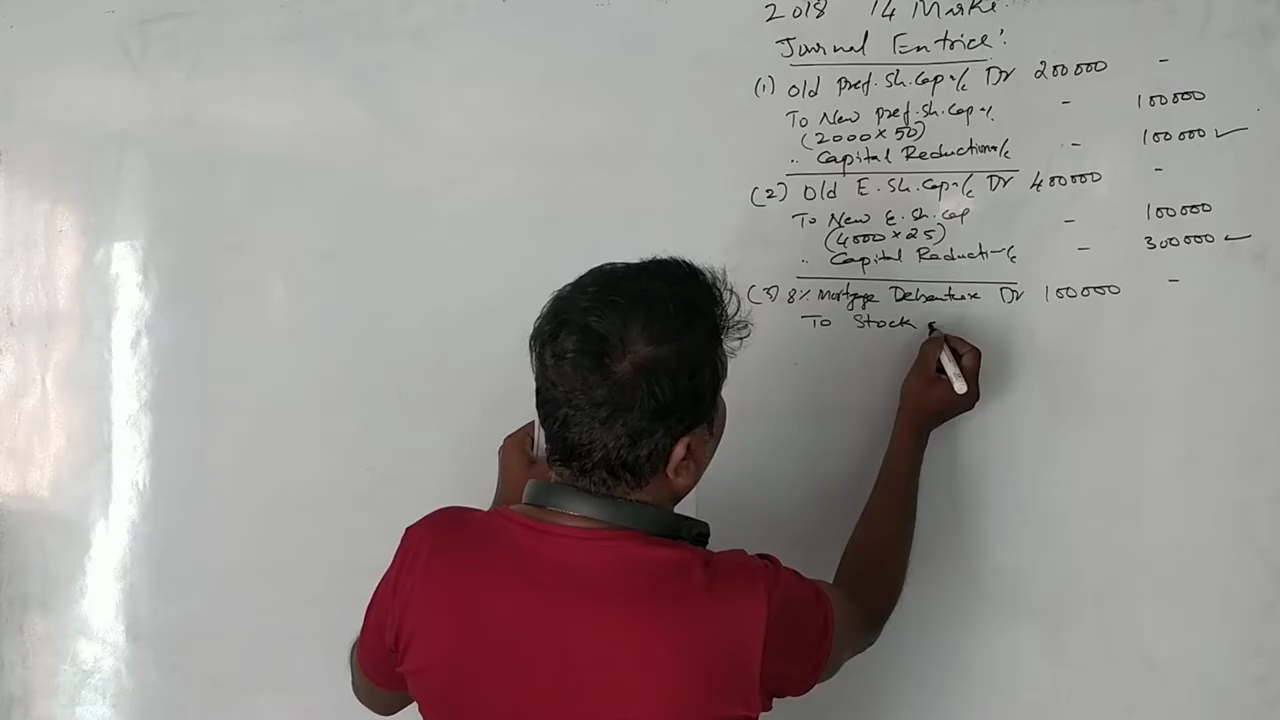 2018 14 Marks.
Journal Entries:
(1) Old Pref. Sh. Cap a/c Dr 200000 -
To New Pref. Sh. Cap a/c - 100000
(2000 × 50)
" Capital Reduction a/c - 100000 ✓
(2) Old E. Sh. Cap a/c Dr 400000 -
To New E. Sh. Cap - 100000
(4000 × 25)
" Capital Reducti-a/c - 300000 ✓
(3) 8% Mortgage Debenture Dr 100000 -
To Stock